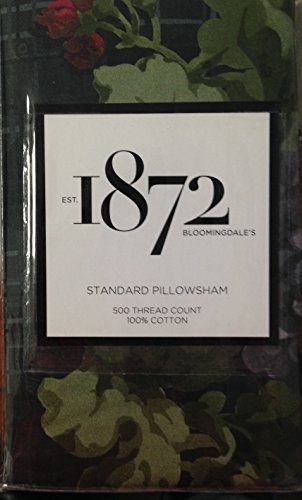 EST. 1872
BLOOMINGDALE'S
STANDARD PILLOWSHAM
500 THREAD COUNT
100% COTTON